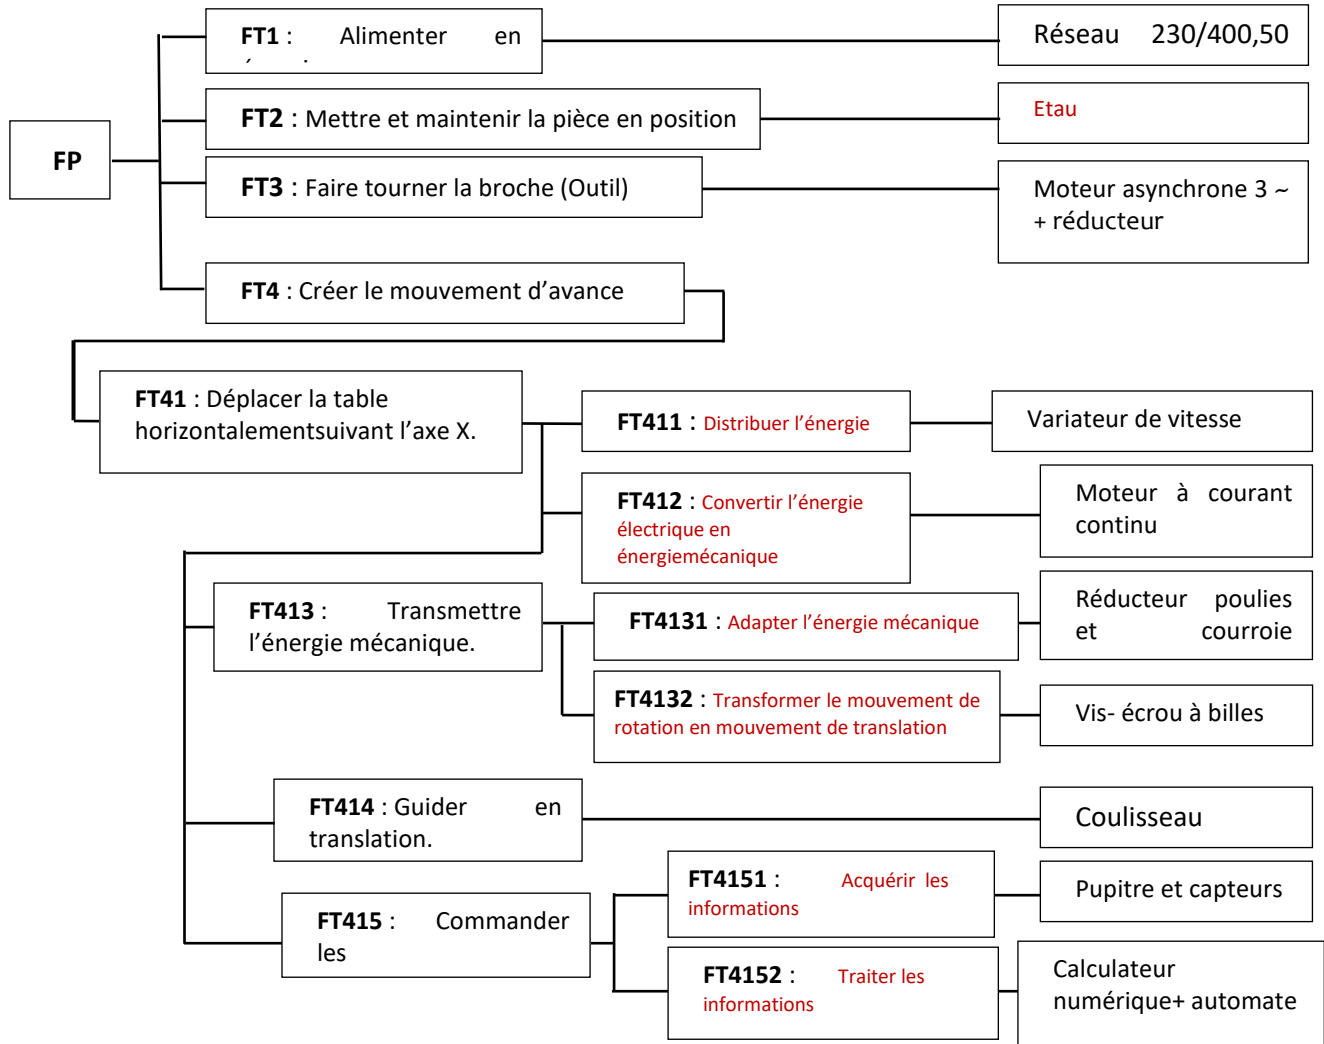 FT1 : Alimenter en
Réseau 230/400,50
FT2 : Mettre et maintenir la pièce en position
Etau
FP
FT3 : Faire tourner la broche (Outil)
Moteur asynchrone 3 ~
+ réducteur
FT4 : Créer le mouvement d’avance
FT41 : Déplacer la table
horizontalementsuivant l’axe X.
FT411 : Distribuer l’énergie
Variateur de vitesse
FT412 : Convertir l’énergie
électrique en
énergiemécanique
Moteur à courant
continu
FT413 : Transmettre
l’énergie mécanique.
FT4131 : Adapter l’énergie mécanique
Réducteur poulies
et courroie
FT4132 : Transformer le mouvement de
rotation en mouvement de translation
Vis- écrou à billes
FT414 : Guider en
translation.
Coulisseau
FT415 : Commander
les
FT4151 : Acquérir les
informations
Pupitre et capteurs
FT4152 : Traiter les
informations
Calculateur
numérique+ automate